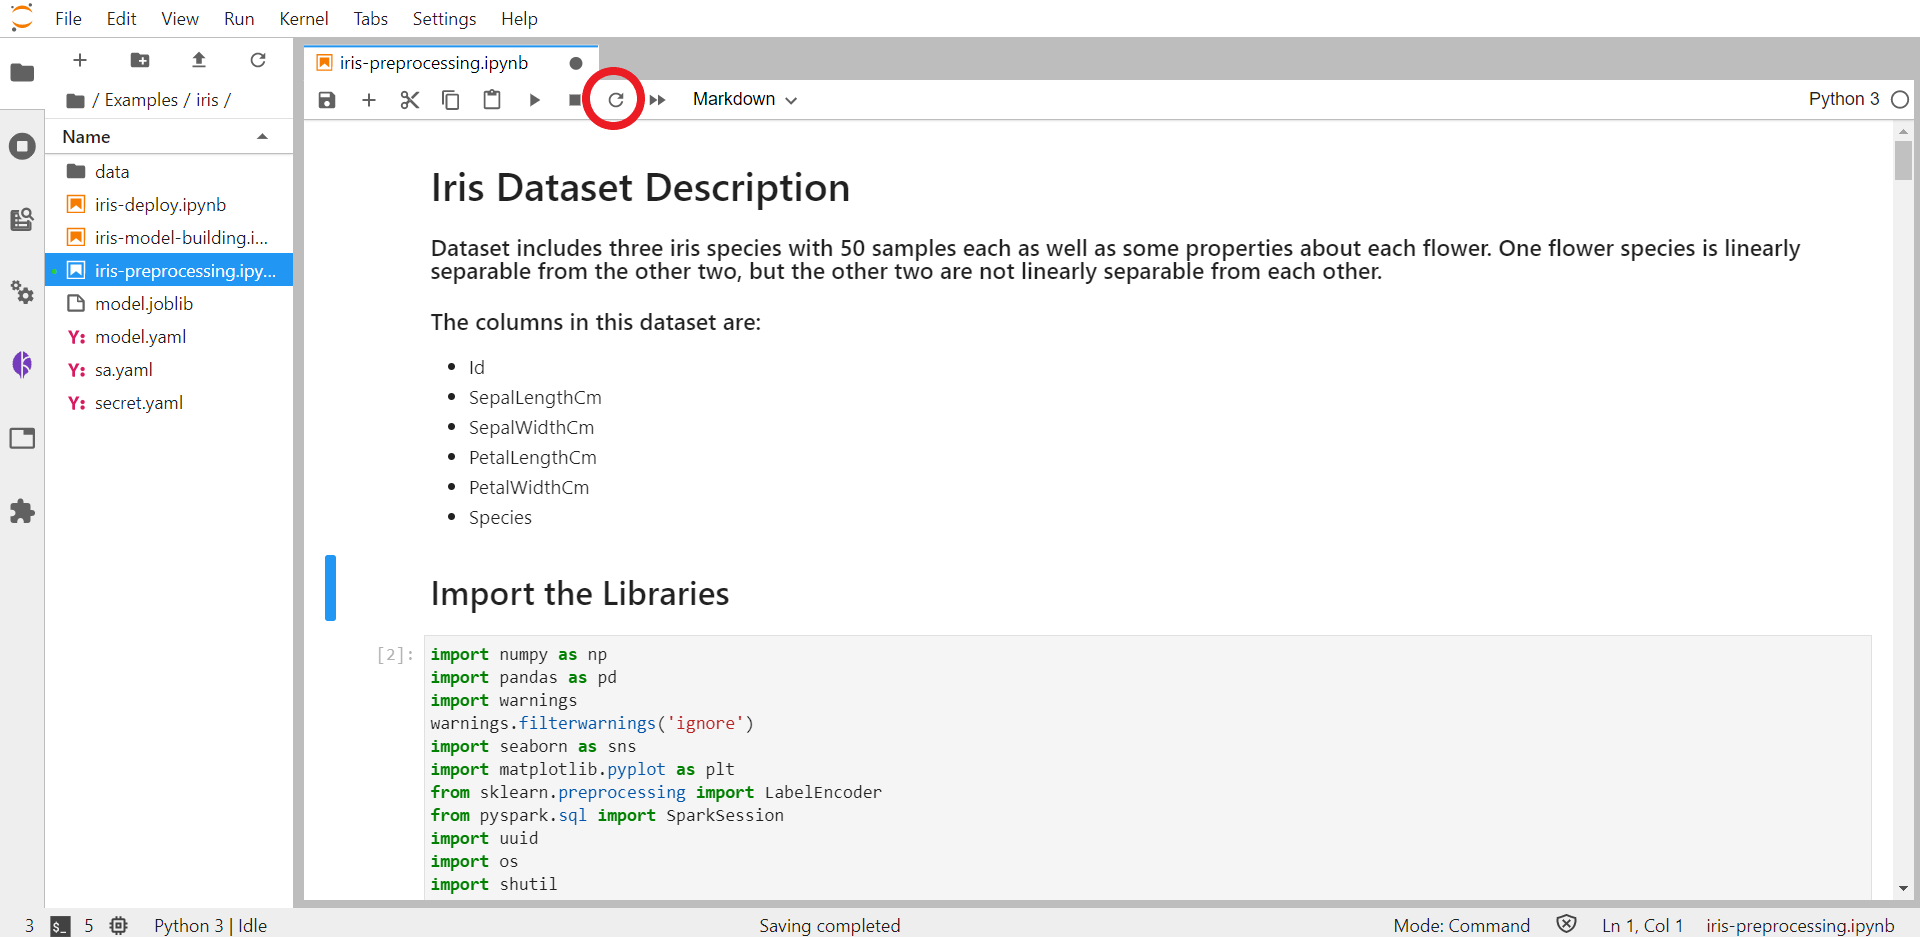 File Edit View Run Kernel Tabs Settings Help
/ Examples / iris /
Name
data
iris-deploy.ipynb
iris-model-building.i...
iris-preprocessing.ipy...
model.joblib
Y: model.yaml
Y: sa.yaml
Y: secret.yaml
iris-preprocessing.ipynb
Markdown
Python 3
Iris Dataset Description
Dataset includes three iris species with 50 samples each as well as some properties about each flower. One flower species is linearly
separable from the other two, but the other two are not linearly separable from each other.
The columns in this dataset are:
• Id
• SepalLengthCm
• SepalWidthCm
• PetalLengthCm
• PetalWidthCm
• Species
Import the Libraries
[2]:
import numpy as np
import pandas as pd
import warnings
warnings.filterwarnings('ignore')
import seaborn as sns
import matplotlib.pyplot as plt
from sklearn.preprocessing import LabelEncoder
from pyspark.sql import SparkSession
import uuid
import os
import shutil
3 $_ 5 Python 3 | Idle Saving completed Mode: Command Ln 1, Col 1 iris-preprocessing.ipynb